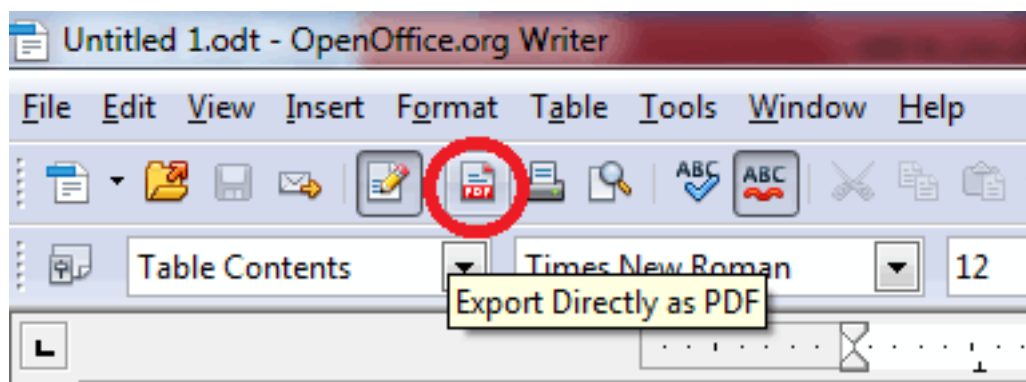 Untitled 1.odt - OpenOffice.org Writer
File Edit View Insert Format Table Tools Window Help
PDF ABC ABC
Table Contents Times New Roman 12
Export Directly as PDF